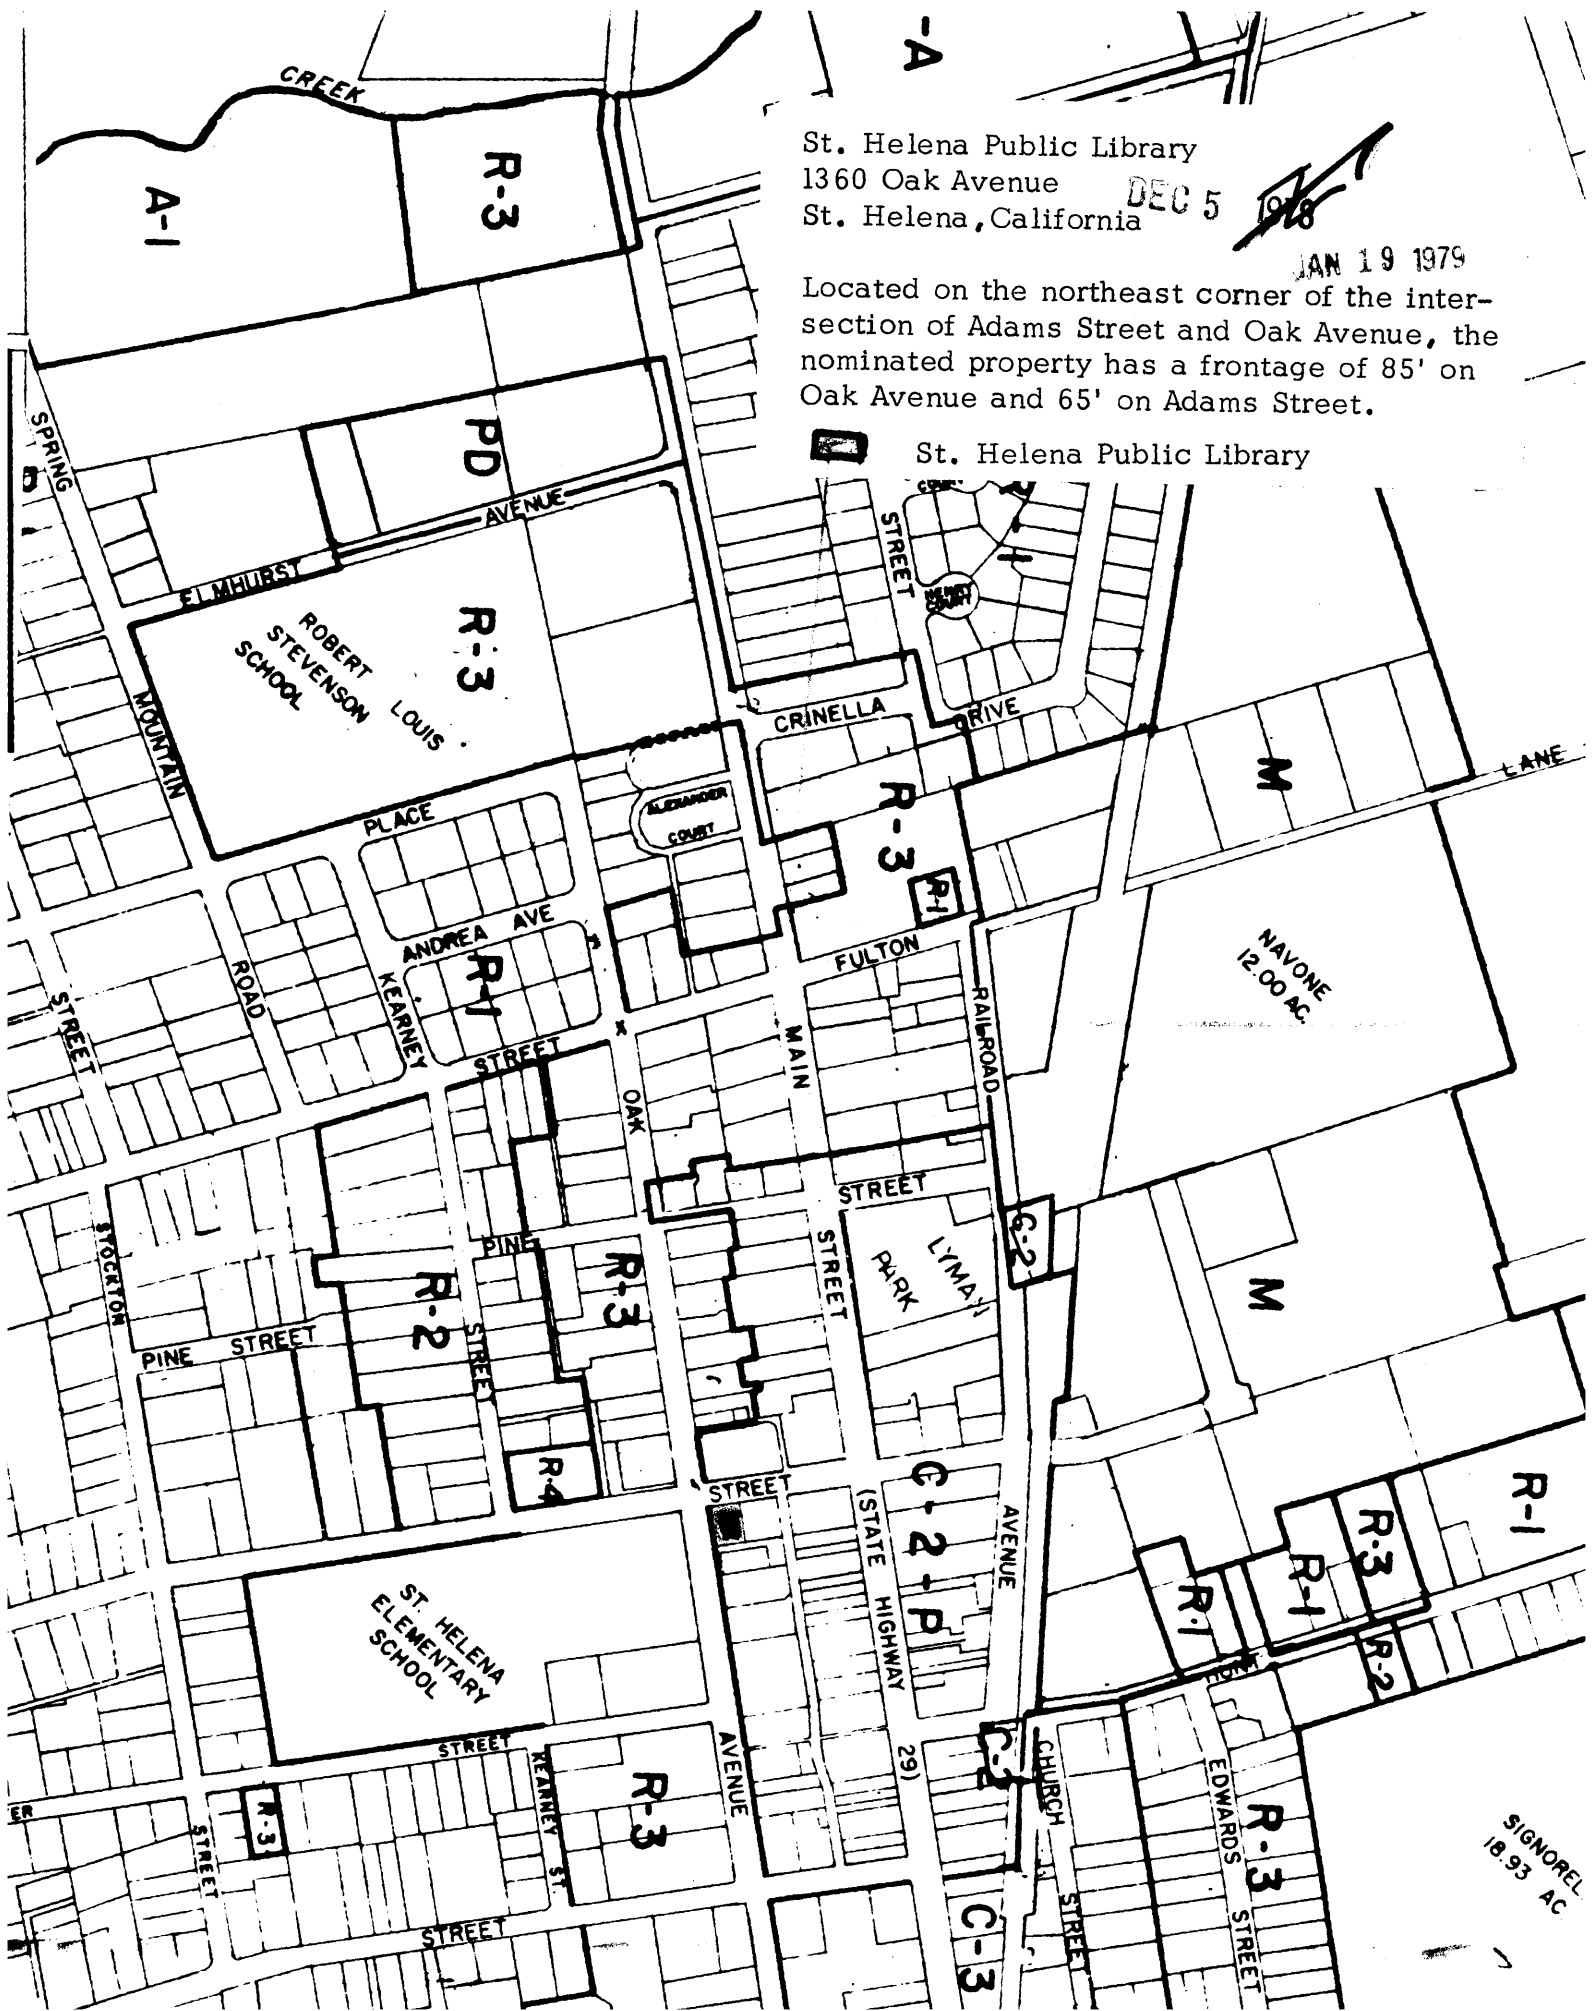 CREEK
-A
R-3
A-1
St. Helena Public Library
1360 Oak Avenue
St. Helena, California
DEC 5 1978
JAN 19 1979
Located on the northeast corner of the inter-
section of Adams Street and Oak Avenue, the
nominated property has a frontage of 85' on
Oak Avenue and 65' on Adams Street.
St. Helena Public Library
SPRING
PD
AVENUE
ELMHURST
COURT
STREET
HENRY
COURT
ROBERT
LOUIS
STEVENSON
SCHOOL
R-3
MOUNTAIN
CRINELLA
DRIVE
PLACE
ALEXANDER
COURT
R-3
R-1
M
LANE
ANDREA AVE
R-1
KEARNEY
ROAD
STREET
FULTON
RAILROAD
NAVONE
12.00 AC.
STREET
OAK
MAIN
STREET
STOCKTON
PINE
R-2
R-3
STREET
PARK
LYMAN
C-2
M
PINE STREET
STREET
R-4
STREET
(STATE HIGHWAY
29)
C-2-P
AVENUE
R-1
R-3
R-1
R-1
R-2
HUNT
ST. HELENA
ELEMENTARY
SCHOOL
STREET
KEARNEY ST.
R-3
AVENUE
CHURCH
STREET
EDWARDS
STREET
R-3
SIGNOREL
18.93 AC
ER
R-3
STREET
STREET
C-3